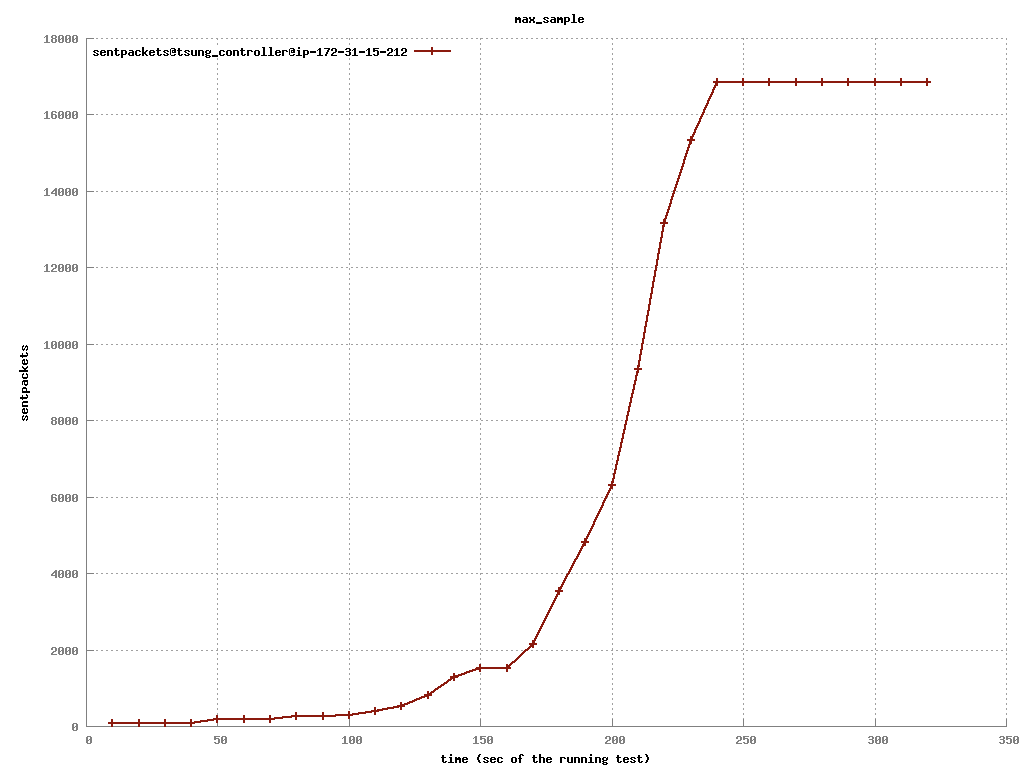 max_sample
sentpackets@tsung_controller@ip-172-31-15-212
18000
16000
14000
12000
10000
8000
6000
4000
2000
0
sentpackets
0 50 100 150 200 250 300 350
time (sec of the running test)